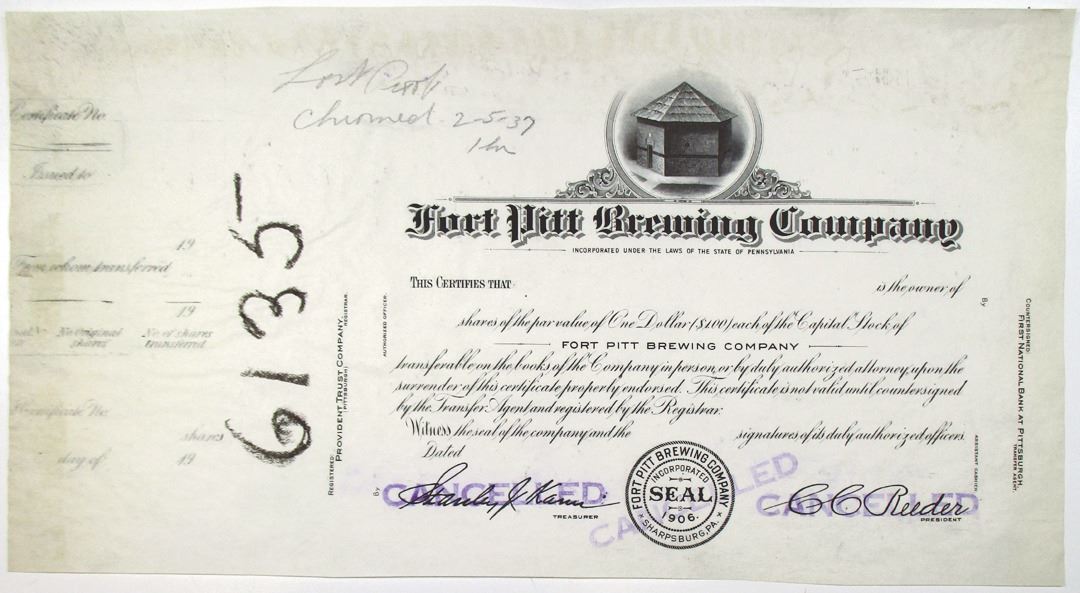 Certificate No.
Issued to
19
From whom transferred
19
No. original shares
No. of shares transferred
Certificate No.
shares
day of 19
Chromed 2-5-37
6135-
Fort Pitt Brewing Company
INCORPORATED UNDER THE LAWS OF THE STATE OF PENNSYLVANIA
THIS CERTIFIES THAT is the owner of
shares of the par value of One Dollar ($1.00) each of the Capital Stock of
FORT PITT BREWING COMPANY
transferable on the books of the Company in person or by duly authorized attorney, upon the
surrender of this certificate properly endorsed. This certificate is not valid until countersigned
by the Transfer Agent and registered by the Registrar.
Witness the seal of the company and the signatures of its duly authorized officers.
Dated
CANCELLED
CANCELLED
CANCELLED
TREASURER
C C Reeder
PRESIDENT
FORT PITT BREWING COMPANY
INCORPORATED
SEAL
1906.
SHARPSBURG, PA.
REGISTERED:
PROVIDENT TRUST COMPANY,
(PITTSBURGH) REGISTRAR.
By
AUTHORIZED OFFICER.
COUNTERSIGNED:
FIRST NATIONAL BANK AT PITTSBURGH,
TRANSFER AGENT.
By
ASSISTANT CASHIER.